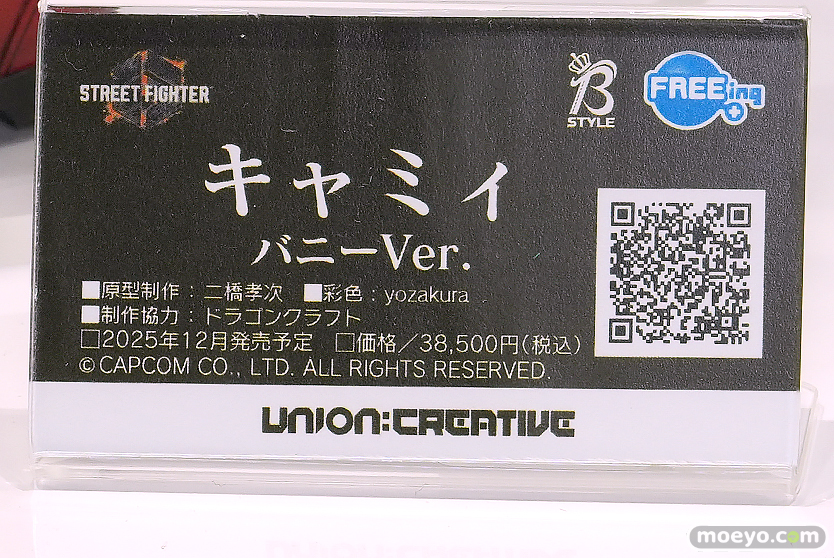 STREET FIGHTER
B
STYLE
FREEing
キャミィ
バニーVer.
■原型制作：二橋孝次　■彩色：yozakura
■制作協力：ドラゴンクラフト
□2025年12月発売予定　□価格／38,500円(税込)
©CAPCOM CO., LTD. ALL RIGHTS RESERVED.
UNION:CREATIVE
moeyo.com